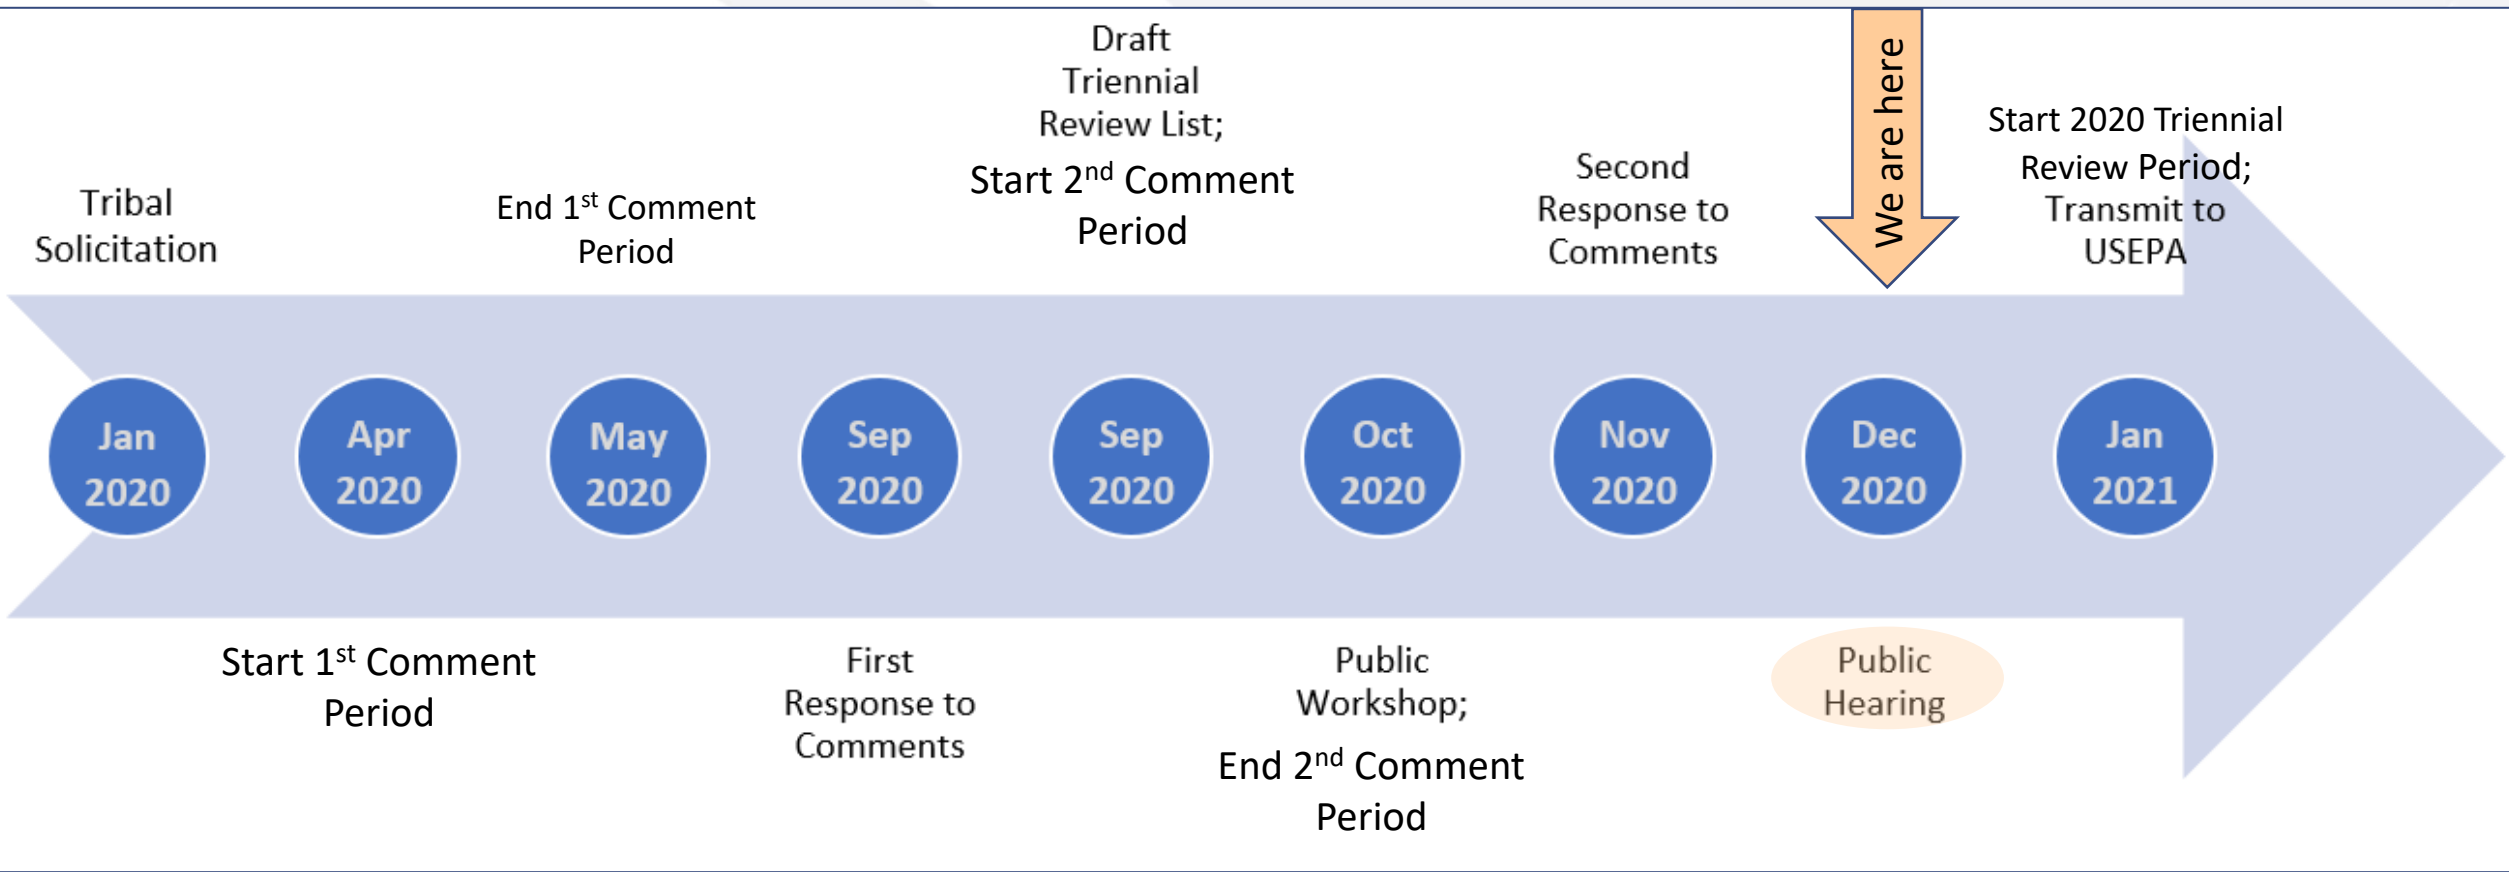 Tribal
Solicitation
End 1st Comment
Period
Draft
Triennial
Review List;
Start 2nd Comment
Period
Second
Response to
Comments
We are here
Start 2020 Triennial
Review Period;
Transmit to
USEPA
Jan
2020
Apr
2020
May
2020
Sep
2020
Sep
2020
Oct
2020
Nov
2020
Dec
2020
Jan
2021
Start 1st Comment
Period
First
Response to
Comments
Public
Workshop;
End 2nd Comment
Period
Public
Hearing